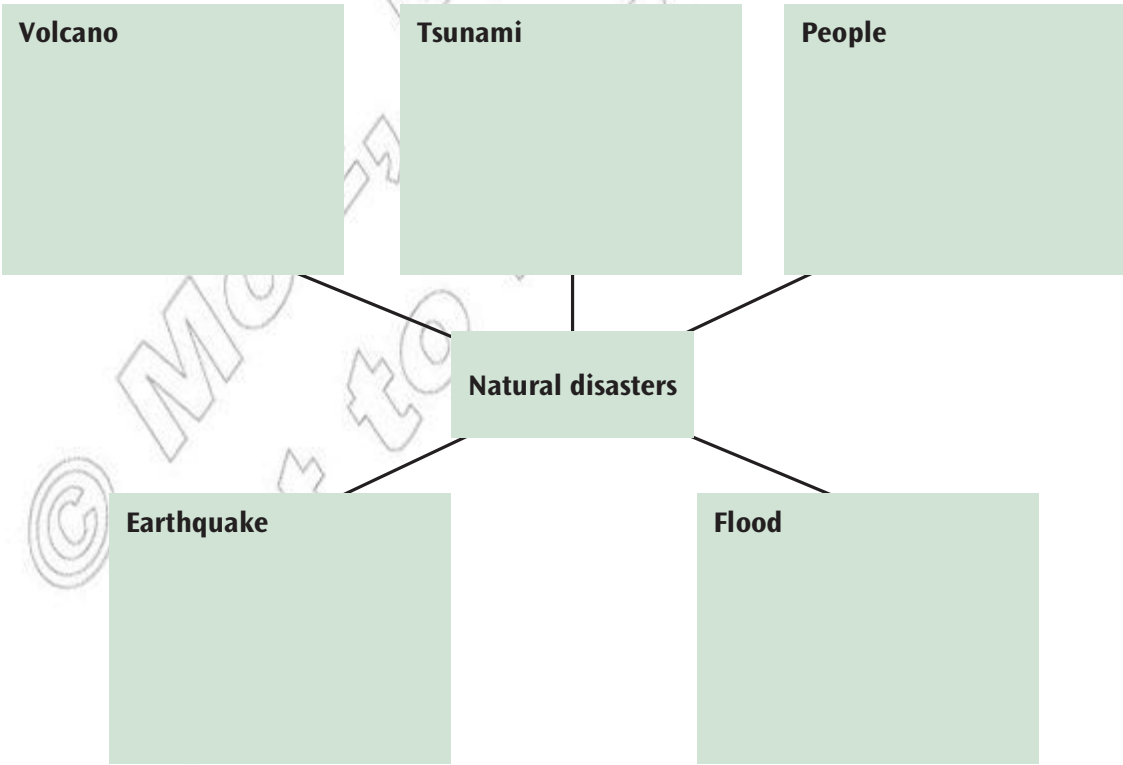 Volcano
Tsunami
People
Natural disasters
Earthquake
Flood